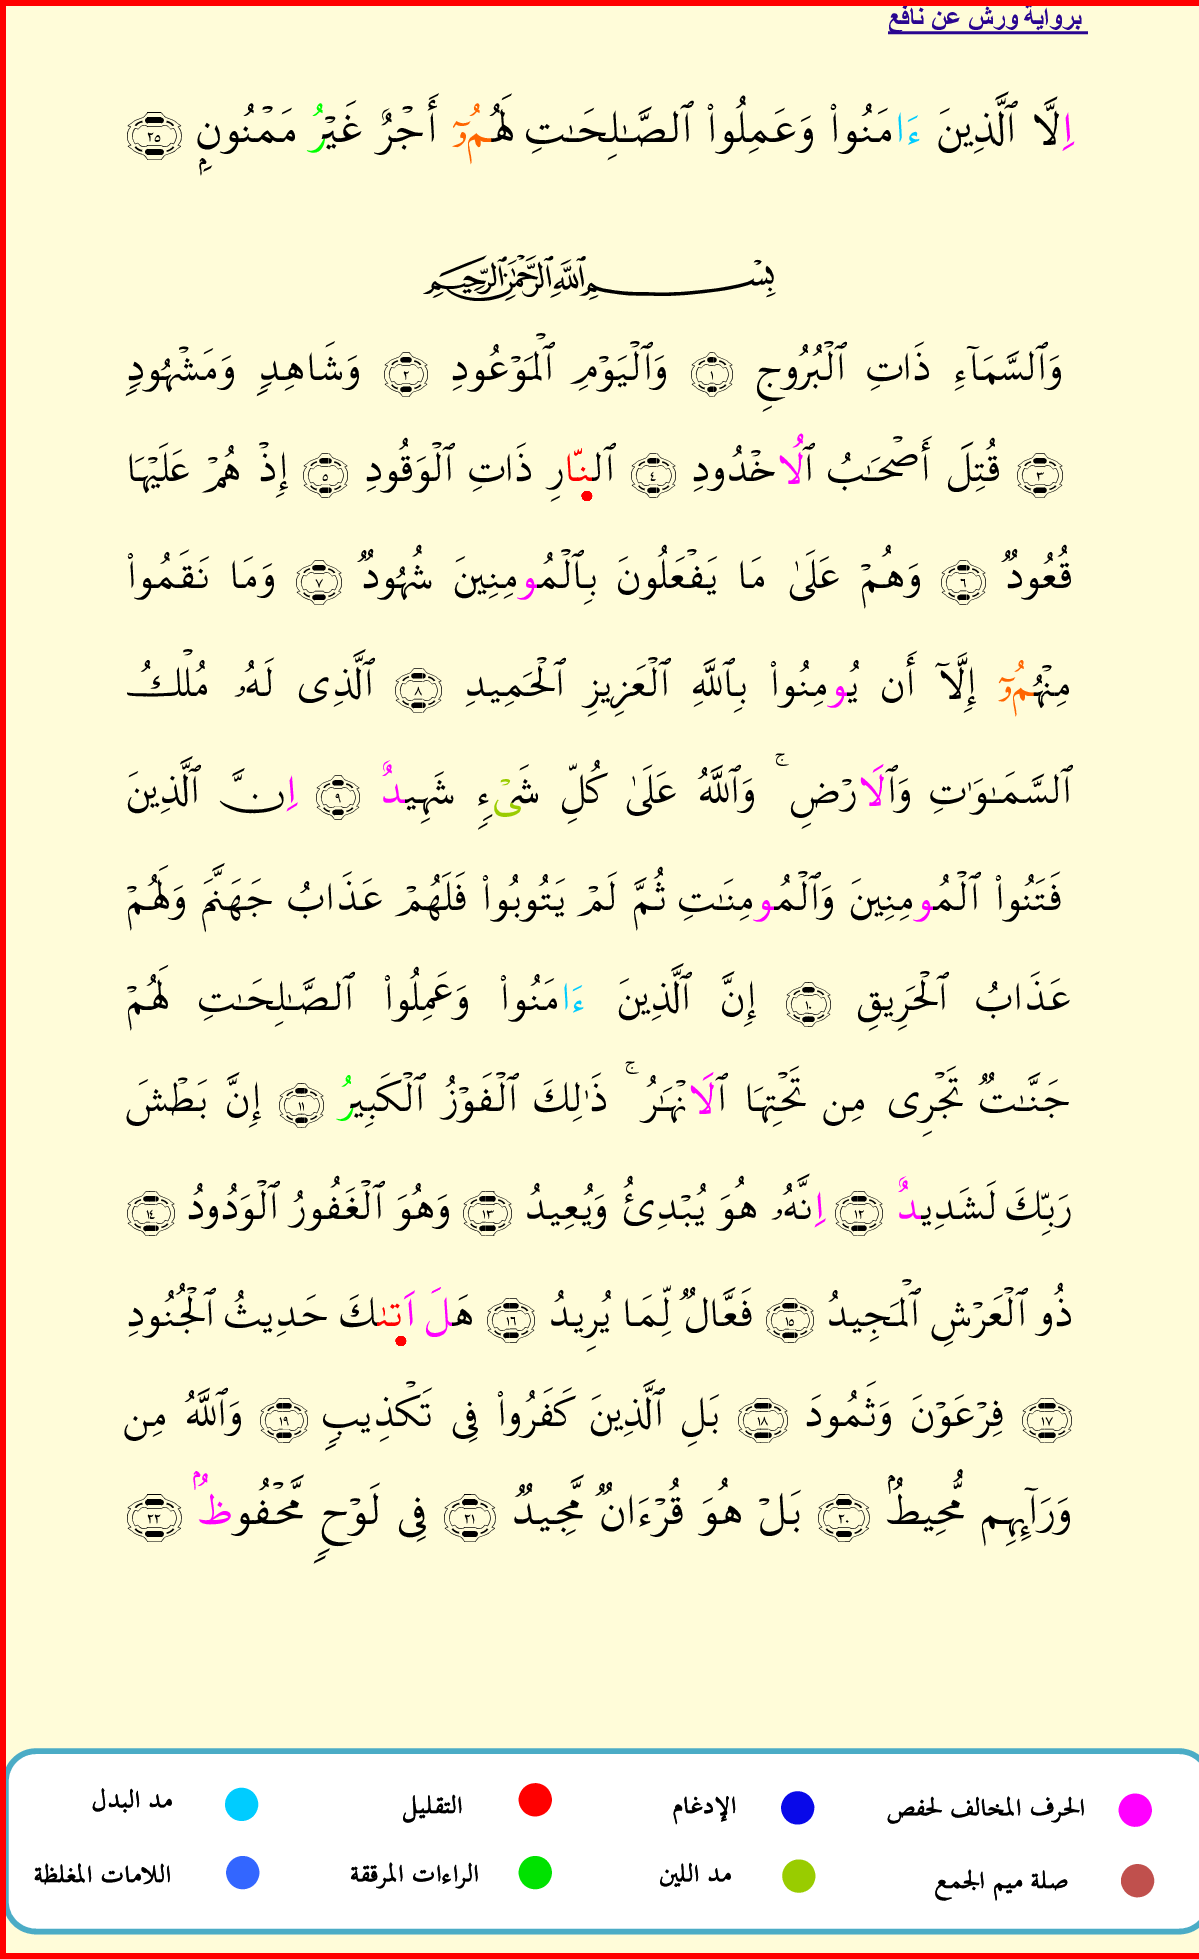 برواية ورش عن نافع
اِلَّا ٱلَّذِينَ ءَامَنُواْ وَعَمِلُواْ ٱلصَّـٰلِحَـٰتِ لَهُمُۥٓ أَجْرٌ غَيْرُ مَمْنُونِۭ ٢٥
بِسْمِ ٱللَّهِ ٱلرَّحْمَـٰنِ ٱلرَّحِيمِ
وَٱلسَّمَآءِ ذَاتِ ٱلْبُرُوجِ ١ وَٱلْيَوْمِ ٱلْمَوْعُودِ ٢ وَشَاهِدٍ وَمَشْهُودٍ
٣ قُتِلَ أَصْحَـٰبُ ٱلُاخْدُودِ ٤ ٱلنّ۪ارِ ذَاتِ ٱلْوَقُودِ ٥ إِذْ هُمْ عَلَيْهَا
قُعُودٌ ٦ وَهُمْ عَلَىٰ مَا يَفْعَلُونَ بِٱلْمُومِنِينَ شُهُودٌ ٧ وَمَا نَقَمُواْ
مِنْهُمُۥٓ إِلَّآ أَن يُومِنُواْ بِٱللَّهِ ٱلْعَزِيزِ ٱلْحَمِيدِ ٨ ٱلَّذِى لَهُۥ مُلْكُ
ٱلسَّمَـٰوَٰتِ وَٱلَارْضِ ۚ وَٱللَّهُ عَلَىٰ كُلِّ شَىْءٍ شَهِيدٌ ٩ اِنَّ ٱلَّذِينَ
فَتَنُواْ ٱلْمُومِنِينَ وَٱلْمُومِنَـٰتِ ثُمَّ لَمْ يَتُوبُواْ فَلَهُمْ عَذَابُ جَهَنَّمَ وَلَهُمْ
عَذَابُ ٱلْحَرِيقِ ١٠ إِنَّ ٱلَّذِينَ ءَامَنُواْ وَعَمِلُواْ ٱلصَّـٰلِحَـٰتِ لَهُمْ
جَنَّـٰتٌ تَجْرِى مِن تَحْتِهَا ٱلَانْهَـٰرُ ۚ ذَٰلِكَ ٱلْفَوْزُ ٱلْكَبِيرُ ١١ إِنَّ بَطْشَ
رَبِّكَ لَشَدِيدٌ ١٢ اِنَّهُۥ هُوَ يُبْدِئُ وَيُعِيدُ ١٣ وَهُوَ ٱلْغَفُورُ ٱلْوَدُودُ ١٤
ذُو ٱلْعَرْشِ ٱلْمَجِيدُ ١٥ فَعَّالٌ لِّمَا يُرِيدُ ١٦ هَلَ اَت۪ىٰكَ حَدِيثُ ٱلْجُنُودِ
١٧ فِرْعَوْنَ وَثَمُودَ ١٨ بَلِ ٱلَّذِينَ كَفَرُواْ فِى تَكْذِيبٍ ١٩ وَٱللَّهُ مِن
وَرَآئِهِم مُّحِيطُۢ ٢٠ بَلْ هُوَ قُرْءَانٌ مَّجِيدٌ ٢١ فِى لَوْحٍ مَّحْفُوظُۢ ٢٢
الحرف المخالف لحفص الإدغام التقليل مد البدل
صلة ميم الجمع مد اللين الراءات المرققة اللامات المغلظة